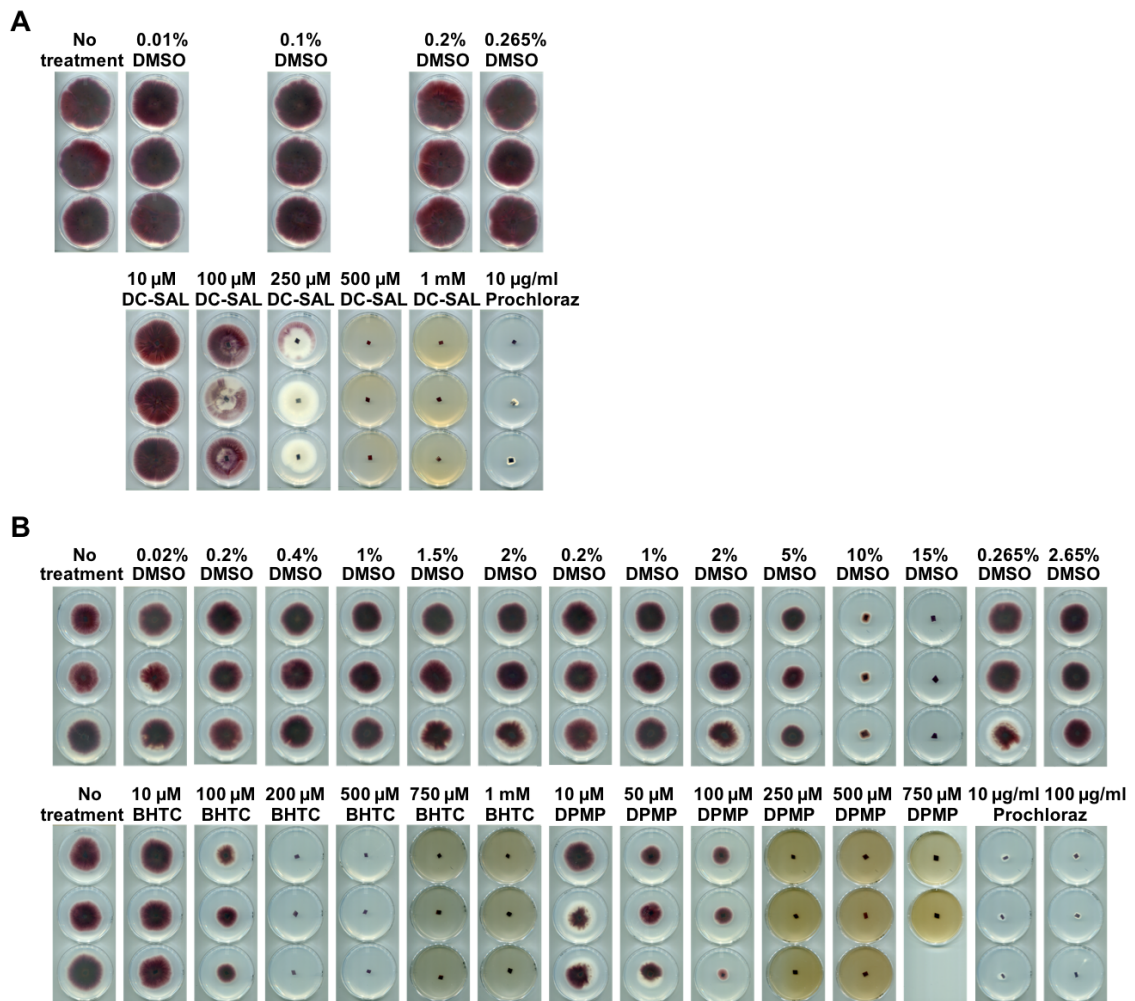 A
No 0.01% 0.1% 0.2% 0.265%
treatment DMSO DMSO DMSO DMSO
10 µM 100 µM 250 µM 500 µM 1 mM 10 µg/ml
DC-SAL DC-SAL DC-SAL DC-SAL DC-SAL Prochloraz
B
No 0.02% 0.2% 0.4% 1% 1.5% 2% 0.2% 1% 2% 5% 10% 15% 0.265% 2.65%
treatment DMSO DMSO DMSO DMSO DMSO DMSO DMSO DMSO DMSO DMSO DMSO DMSO DMSO DMSO
No 10 µM 100 µM 200 µM 500 µM 750 µM 1 mM 10 µM 50 µM 100 µM 250 µM 500 µM 750 µM 10 µg/ml 100 µg/ml
treatment BHTC BHTC BHTC BHTC BHTC BHTC DPMP DPMP DPMP DPMP DPMP DPMP Prochloraz